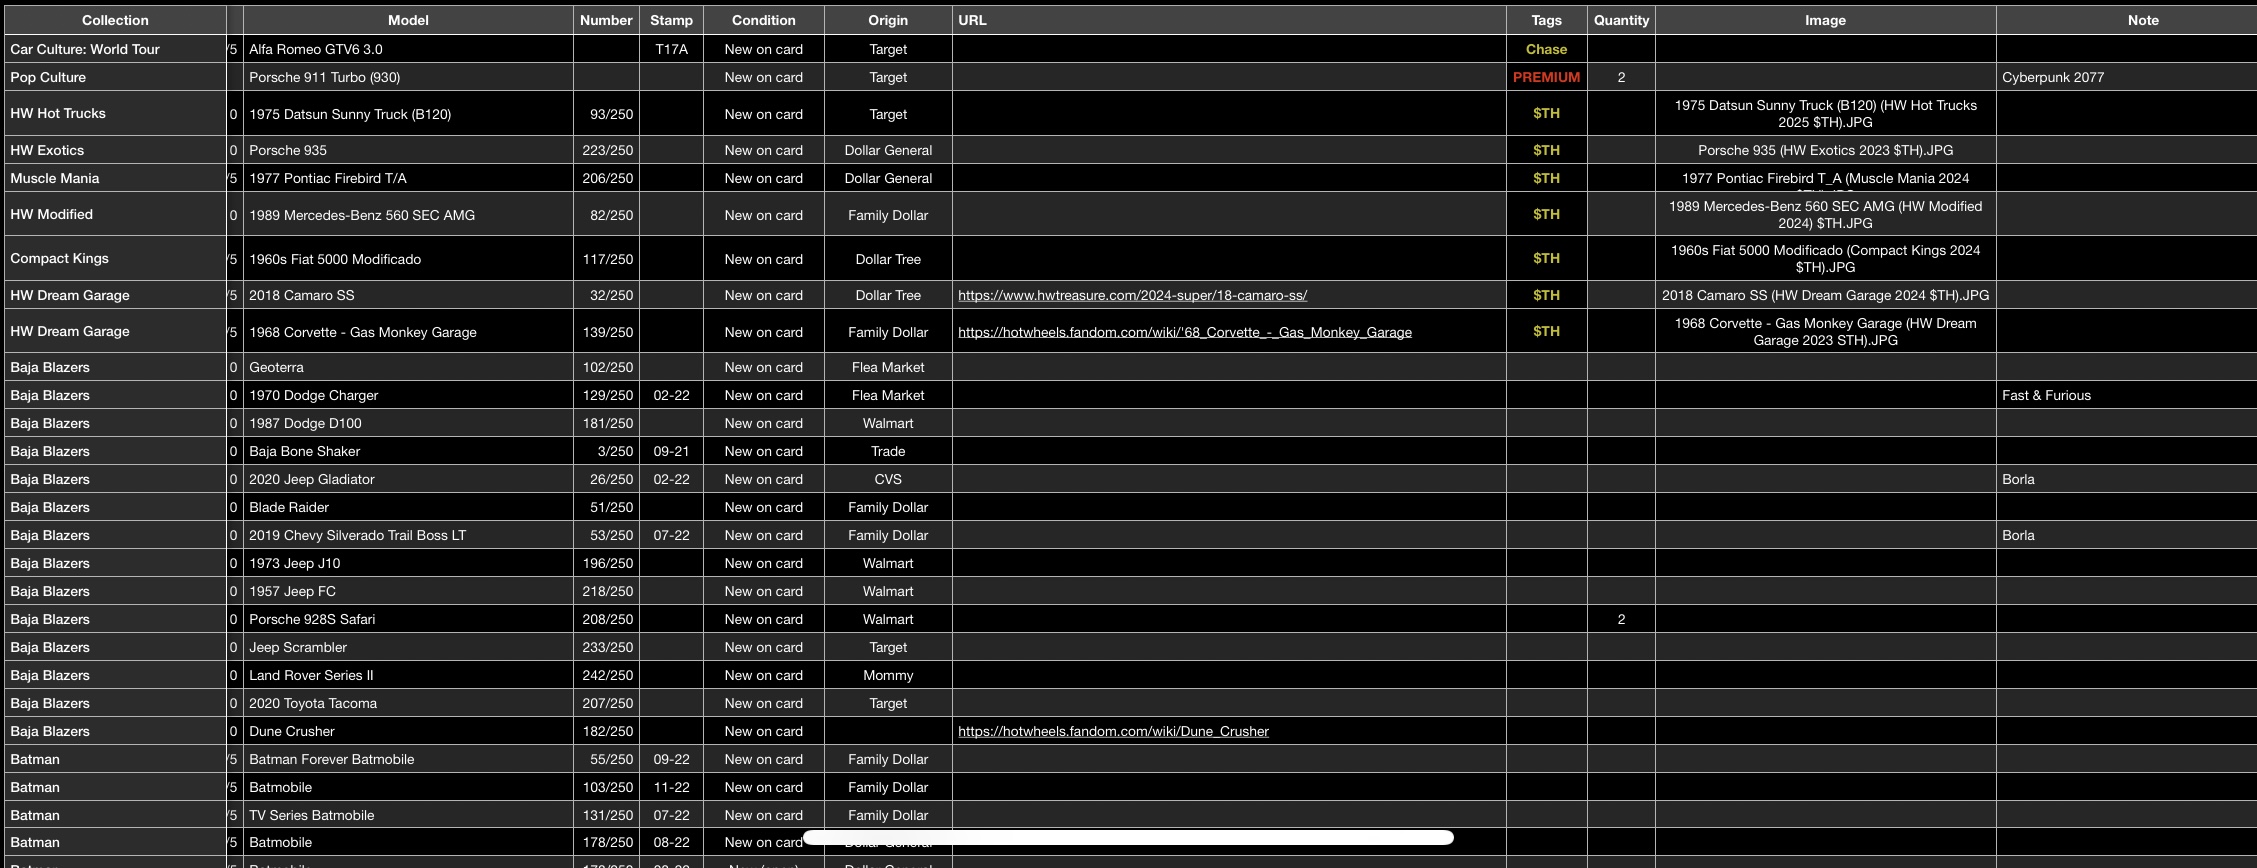 Collection Model Number Stamp Condition Origin URL Tags Quantity Image Note
Car Culture: World Tour /5 Alfa Romeo GTV6 3.0 T17A New on card Target Chase
Pop Culture Porsche 911 Turbo (930) New on card Target PREMIUM 2 Cyberpunk 2077
HW Hot Trucks 0 1975 Datsun Sunny Truck (B120) 93/250 New on card Target $TH 1975 Datsun Sunny Truck (B120) (HW Hot Trucks
2025 $TH).JPG
HW Exotics 0 Porsche 935 223/250 New on card Dollar General $TH Porsche 935 (HW Exotics 2023 $TH).JPG
Muscle Mania /5 1977 Pontiac Firebird T/A 206/250 New on card Dollar General $TH 1977 Pontiac Firebird T_A (Muscle Mania 2024
HW Modified 0 1989 Mercedes-Benz 560 SEC AMG 82/250 New on card Family Dollar $TH 1989 Mercedes-Benz 560 SEC AMG (HW Modified
2024) $TH.JPG
Compact Kings /5 1960s Fiat 5000 Modificado 117/250 New on card Dollar Tree $TH 1960s Fiat 5000 Modificado (Compact Kings 2024
$TH).JPG
HW Dream Garage /5 2018 Camaro SS 32/250 New on card Dollar Tree https://www.hwtreasure.com/2024-super/18-camaro-ss/ $TH 2018 Camaro SS (HW Dream Garage 2024 $TH).JPG
HW Dream Garage /5 1968 Corvette - Gas Monkey Garage 139/250 New on card Family Dollar https://hotwheels.fandom.com/wiki/'68_Corvette_-_Gas_Monkey_Garage $TH 1968 Corvette - Gas Monkey Garage (HW Dream
Garage 2023 STH).JPG
Baja Blazers 0 Geoterra 102/250 New on card Flea Market
Baja Blazers 0 1970 Dodge Charger 129/250 02-22 New on card Flea Market Fast & Furious
Baja Blazers 0 1987 Dodge D100 181/250 New on card Walmart
Baja Blazers 0 Baja Bone Shaker 3/250 09-21 New on card Trade
Baja Blazers 0 2020 Jeep Gladiator 26/250 02-22 New on card CVS Borla
Baja Blazers 0 Blade Raider 51/250 New on card Family Dollar
Baja Blazers 0 2019 Chevy Silverado Trail Boss LT 53/250 07-22 New on card Family Dollar Borla
Baja Blazers 0 1973 Jeep J10 196/250 New on card Walmart
Baja Blazers 0 1957 Jeep FC 218/250 New on card Walmart
Baja Blazers 0 Porsche 928S Safari 208/250 New on card Walmart 2
Baja Blazers 0 Jeep Scrambler 233/250 New on card Target
Baja Blazers 0 Land Rover Series II 242/250 New on card Mommy
Baja Blazers 0 2020 Toyota Tacoma 207/250 New on card Target
Baja Blazers 0 Dune Crusher 182/250 New on card https://hotwheels.fandom.com/wiki/Dune_Crusher
Batman /5 Batman Forever Batmobile 55/250 09-22 New on card Family Dollar
Batman /5 Batmobile 103/250 11-22 New on card Family Dollar
Batman /5 TV Series Batmobile 131/250 07-22 New on card Family Dollar
Batman /5 Batmobile 178/250 08-22 New on card Dollar General